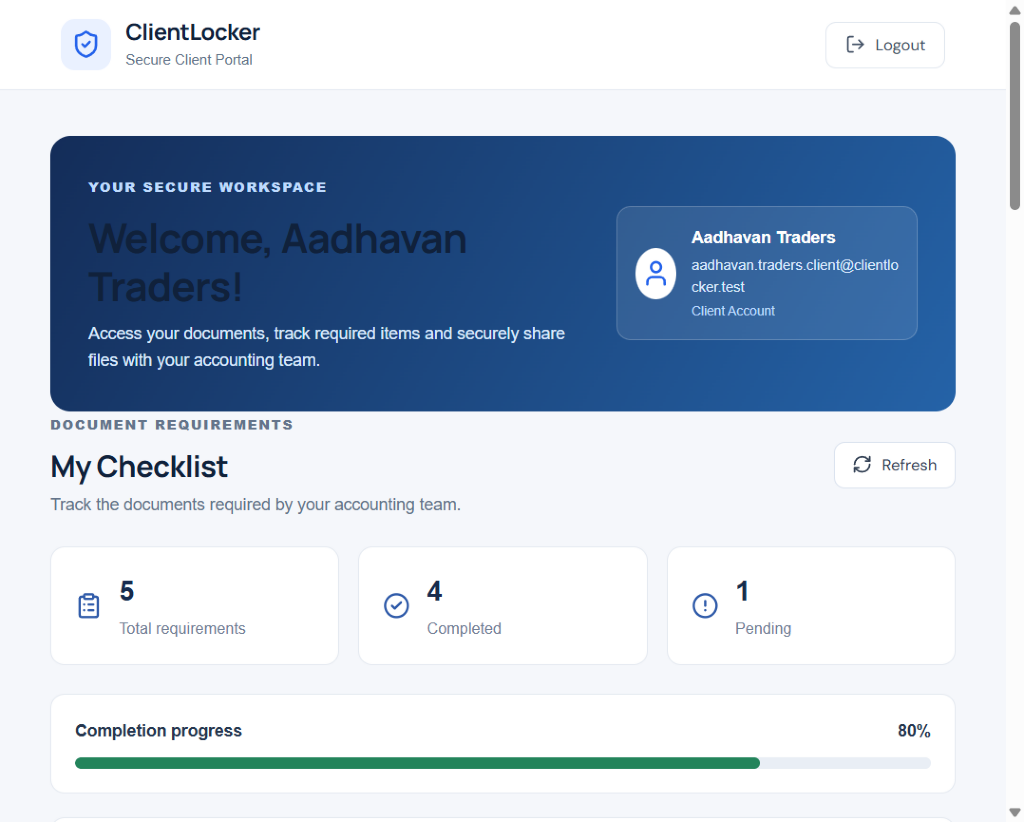 ClientLocker
Secure Client Portal
Logout
YOUR SECURE WORKSPACE
Welcome, Aadhavan
Traders!
Access your documents, track required items and securely share
files with your accounting team.
Aadhavan Traders
aadhavan.traders.client@clientlo
cker.test
Client Account
DOCUMENT REQUIREMENTS
My Checklist
Track the documents required by your accounting team.
Refresh
5
Total requirements
4
Completed
1
Pending
Completion progress
80%